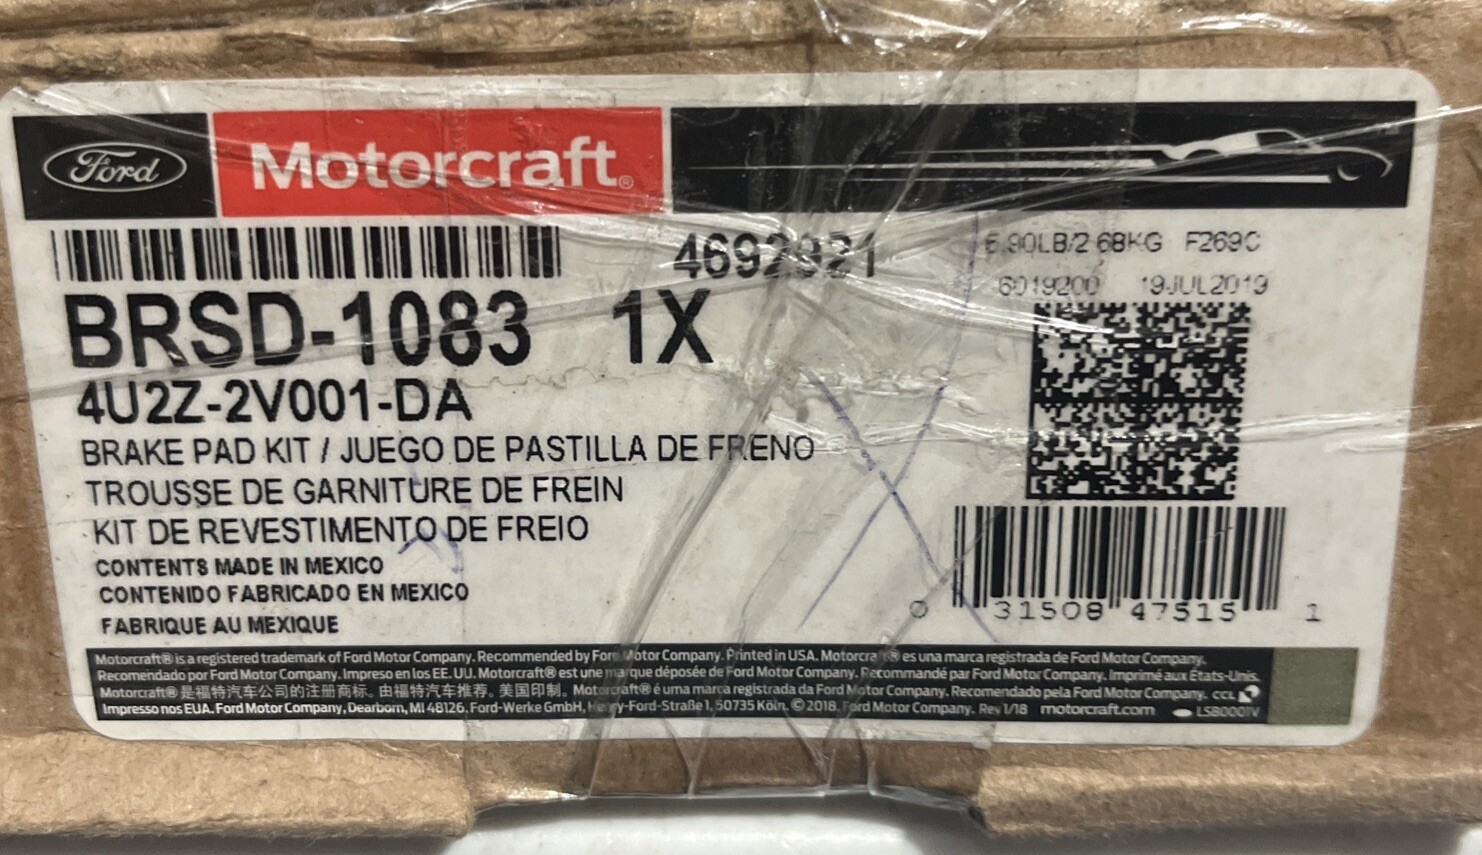 Ford
Motorcraft®
4692921
5.90LB/2.68KG F269C
6019200 19JUL2019
BRSD-1083 1X
4U2Z-2V001-DA
BRAKE PAD KIT / JUEGO DE PASTILLA DE FRENO
TROUSSE DE GARNITURE DE FREIN
KIT DE REVESTIMENTO DE FREIO
CONTENTS MADE IN MEXICO
CONTENIDO FABRICADO EN MEXICO
FABRIQUE AU MEXIQUE
0 31508 47515 1
Motorcraft® is a registered trademark of Ford Motor Company. Recommended by Ford Motor Company. Printed in USA. Motorcraft® es una marca registrada de Ford Motor Company.
Recomendado por Ford Motor Company. Impreso en los EE. UU. Motorcraft® est une marque déposée de Ford Motor Company. Recommandé par Ford Motor Company. Imprimé aux États-Unis.
Motorcraft® 是福特汽车公司的注册商标。由福特汽车推荐。美国印制。Motorcraft® é uma marca registrada da Ford Motor Company. Recomendado pela Ford Motor Company. CCL
Impresso nos EUA. Ford Motor Company, Dearborn, MI 48126. Ford-Werke GmbH, Henry-Ford-Straße 1, 50735 Köln. © 2018. Ford Motor Company. Rev 1/18 motorcraft.com LSB0001V